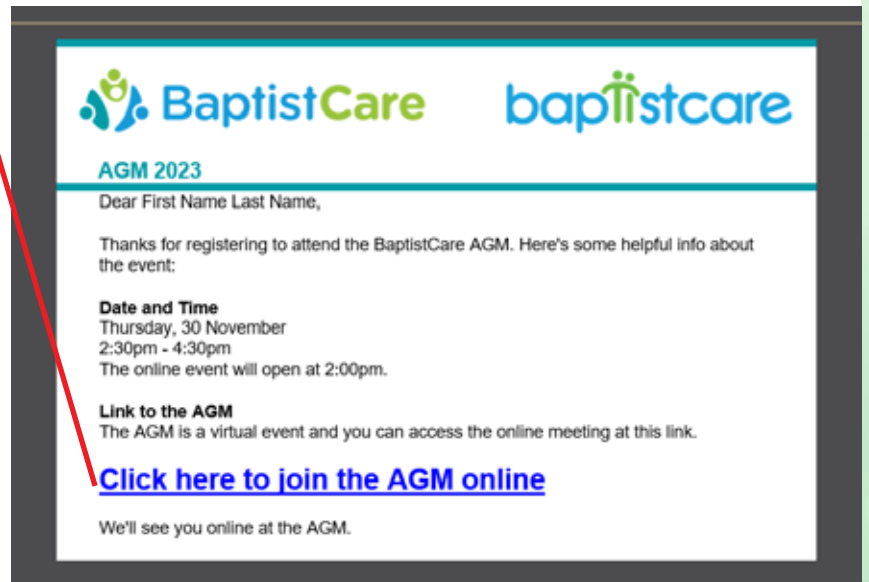 BaptistCare baptistcare
AGM 2023
Dear First Name Last Name,
Thanks for registering to attend the BaptistCare AGM. Here's some helpful info about
the event:
Date and Time
Thursday, 30 November
2:30pm - 4:30pm
The online event will open at 2:00pm.
Link to the AGM
The AGM is a virtual event and you can access the online meeting at this link.
Click here to join the AGM online
We'll see you online at the AGM.